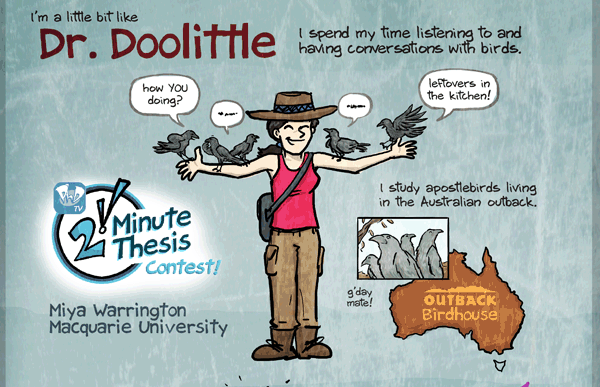 I'm a little bit like
Dr. Doolittle
I spend my time listening to and
having conversations with birds.
how YOU
doing?
leftovers in
the kitchen!
I study apostlebirds living
in the Australian outback.
TV
2!
Minute
Thesis
Contest!
g'day
mate!
OUTBACK
Birdhouse
Miya Warrington
Macquarie University